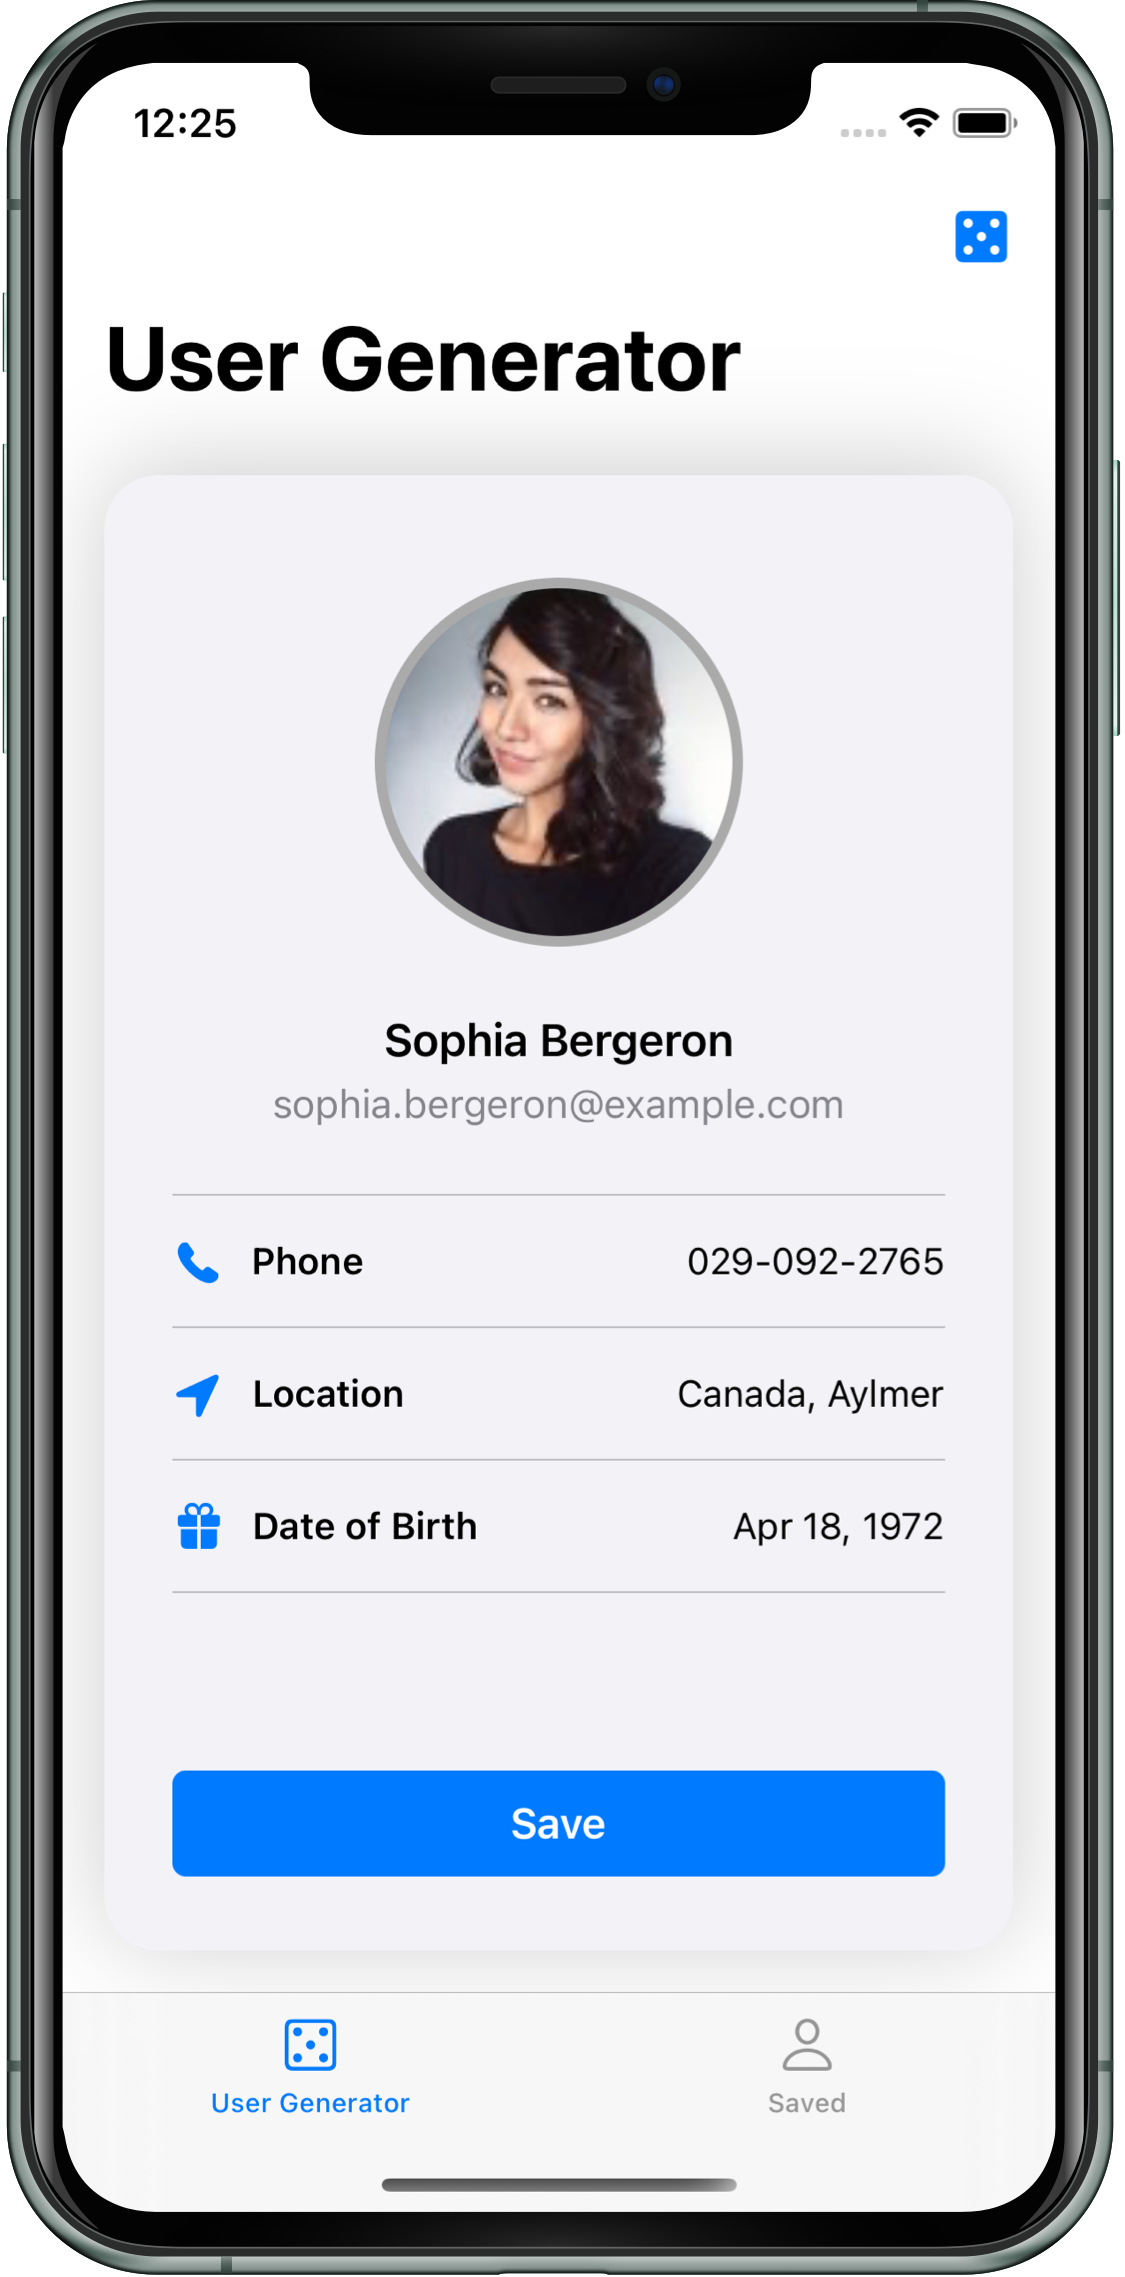 12:25
User Generator
Sophia Bergeron
sophia.bergeron@example.com
Phone 029-092-2765
Location Canada, Aylmer
Date of Birth Apr 18, 1972
Save
User Generator Saved